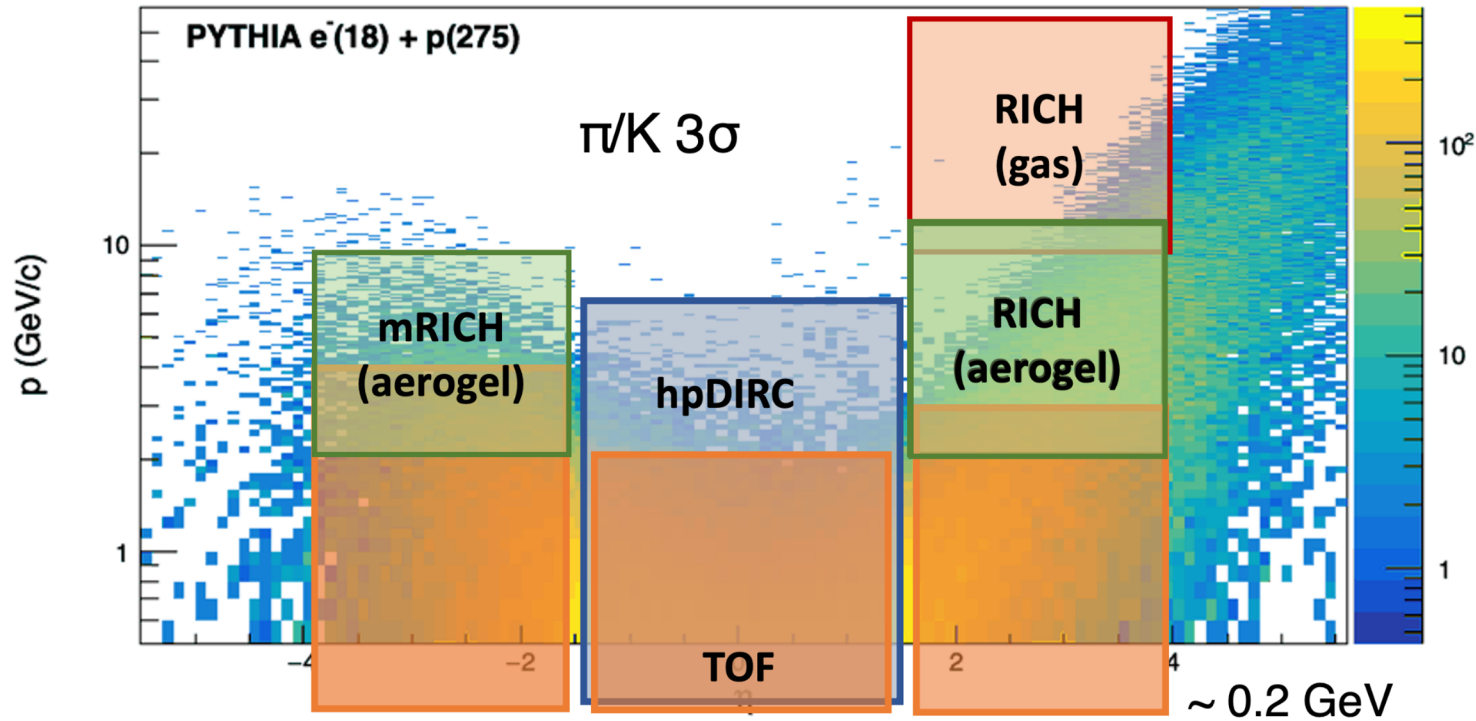 PYTHIA e⁻(18) + p(275)
π/K 3σ
RICH
(gas)
10²
10
mRICH
(aerogel)
RICH
(aerogel)
hpDIRC
p (GeV/c)
10
1
1
TOF
−4
−2
2
4
η
~ 0.2 GeV